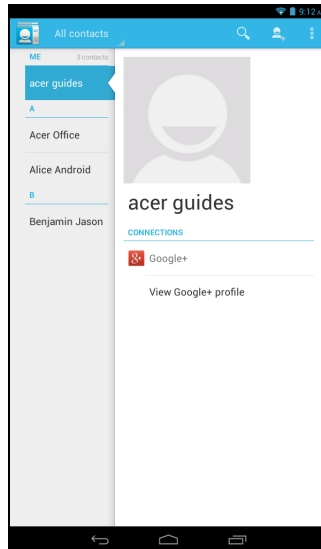 9:12
All contacts
ME 3 contacts
acer guides
A
Acer Office
Alice Android
B
Benjamin Jason
acer guides
CONNECTIONS
8+ Google+
View Google+ profile